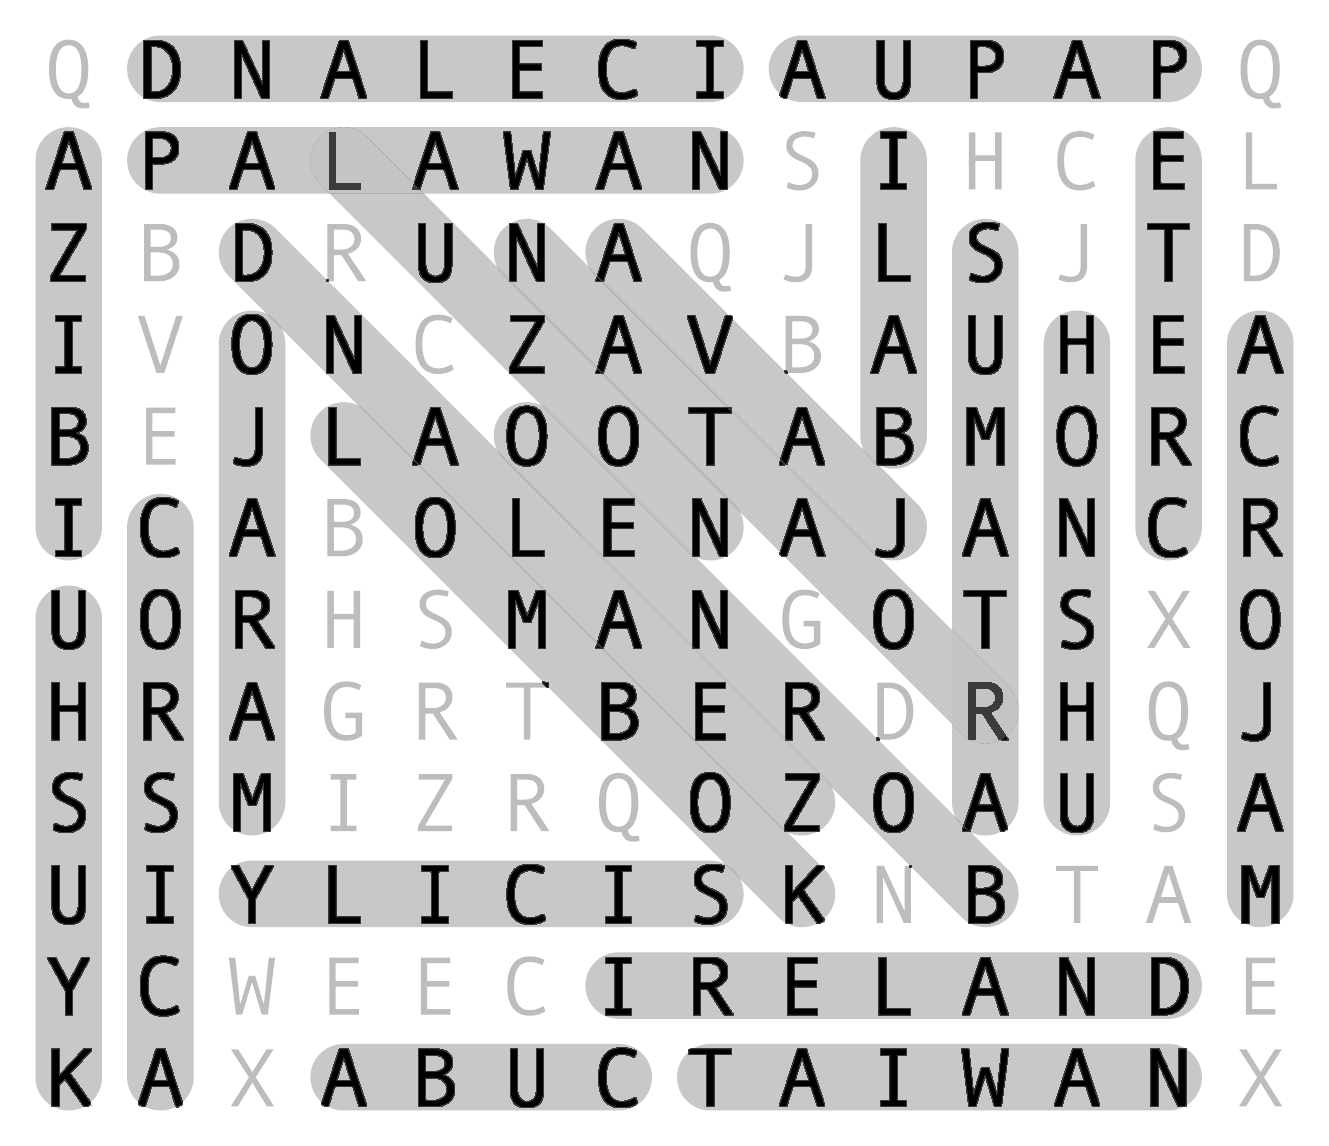 Q D N A L E C I A U P A P Q
A P A L A W A N S I H C E L
Z B D R U N A Q J L S J T D
I V O N C Z A V B A U H E A
B E J L A O O T A B M O R C
I C A B O L E N A J A N C R
U O R H S M A N G O T S X O
H R A G R T B E R D R H Q J
S S M I Z R Q O Z O A U S A
U I Y L I C I S K N B T A M
Y C W E E C I R E L A N D E
K A X A B U C T A I W A N X